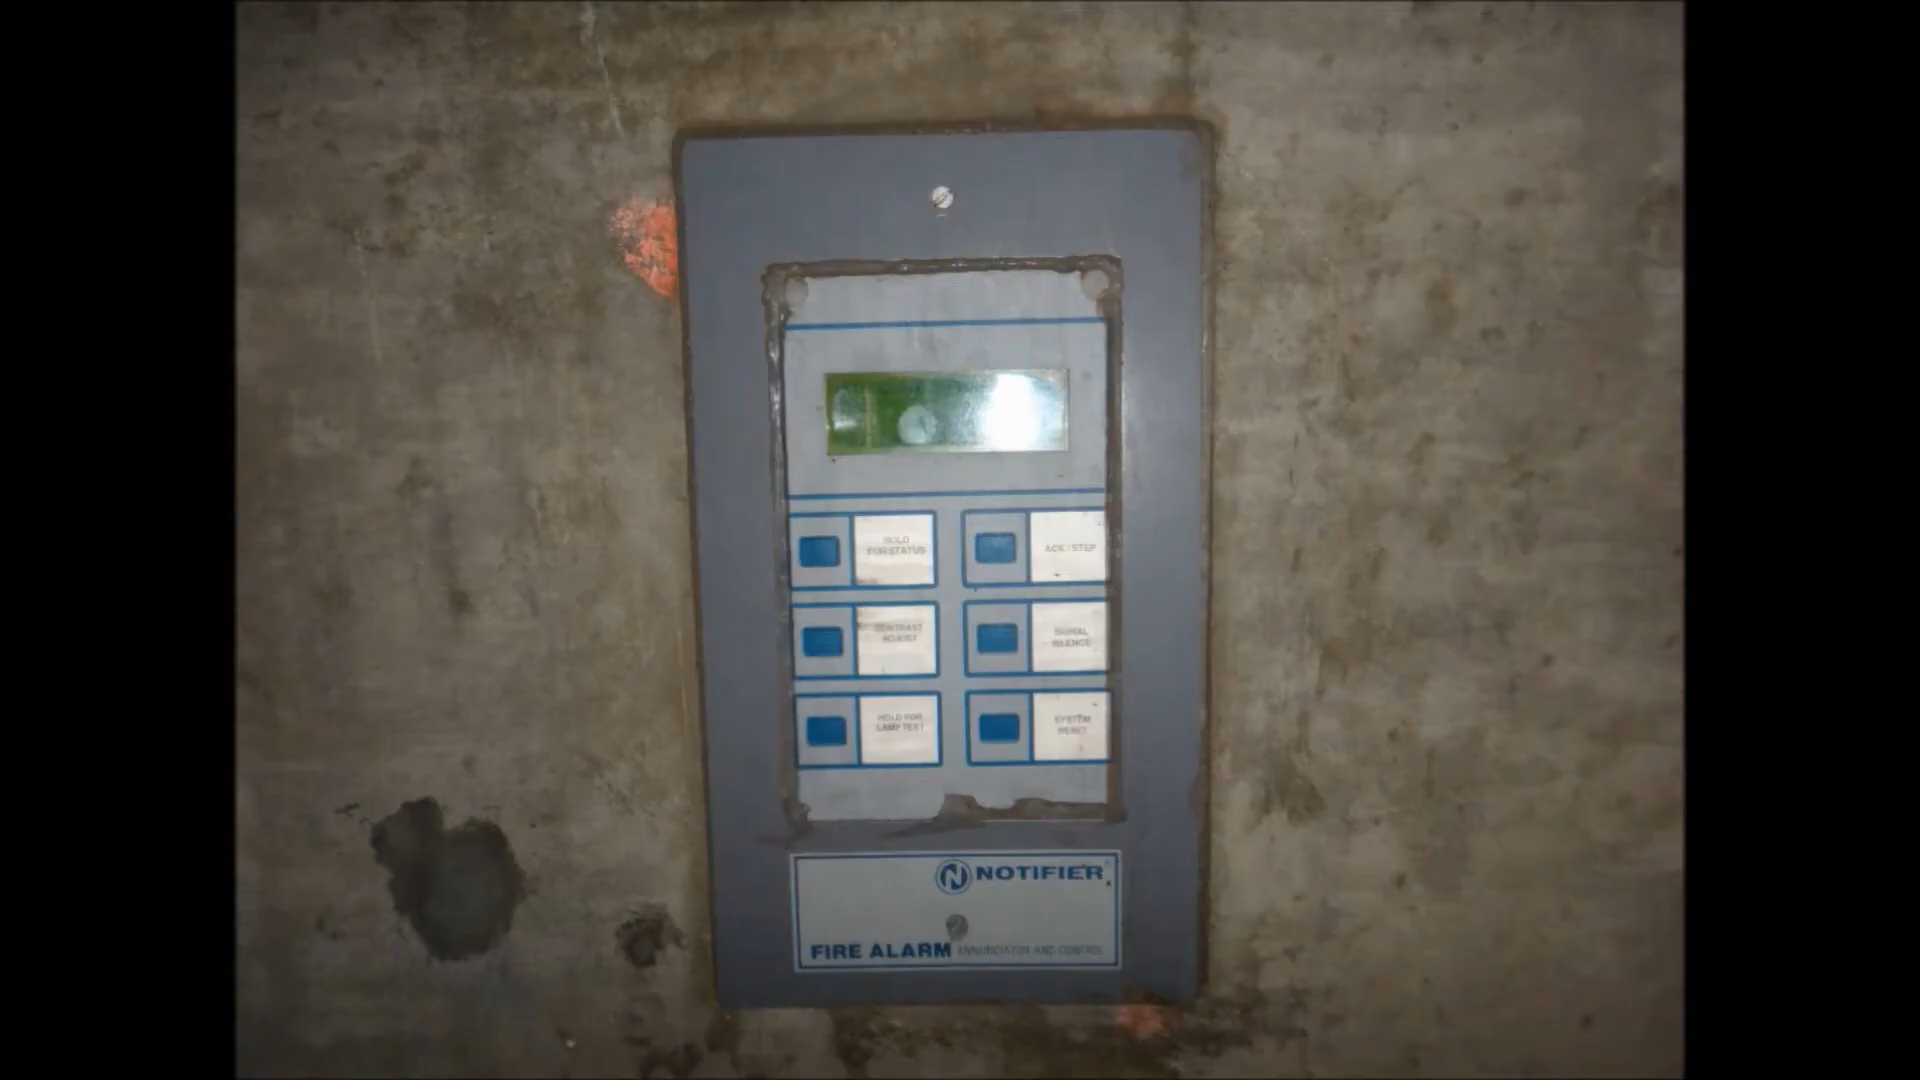 HOLD
FOR STATUS
ACK / STEP
CONTRAST
ADJUST
SIGNAL
SILENCE
HOLD FOR
LAMP TEST
SYSTEM
RESET
N NOTIFIER
FIRE ALARM ANNUNCIATOR AND CONTROL